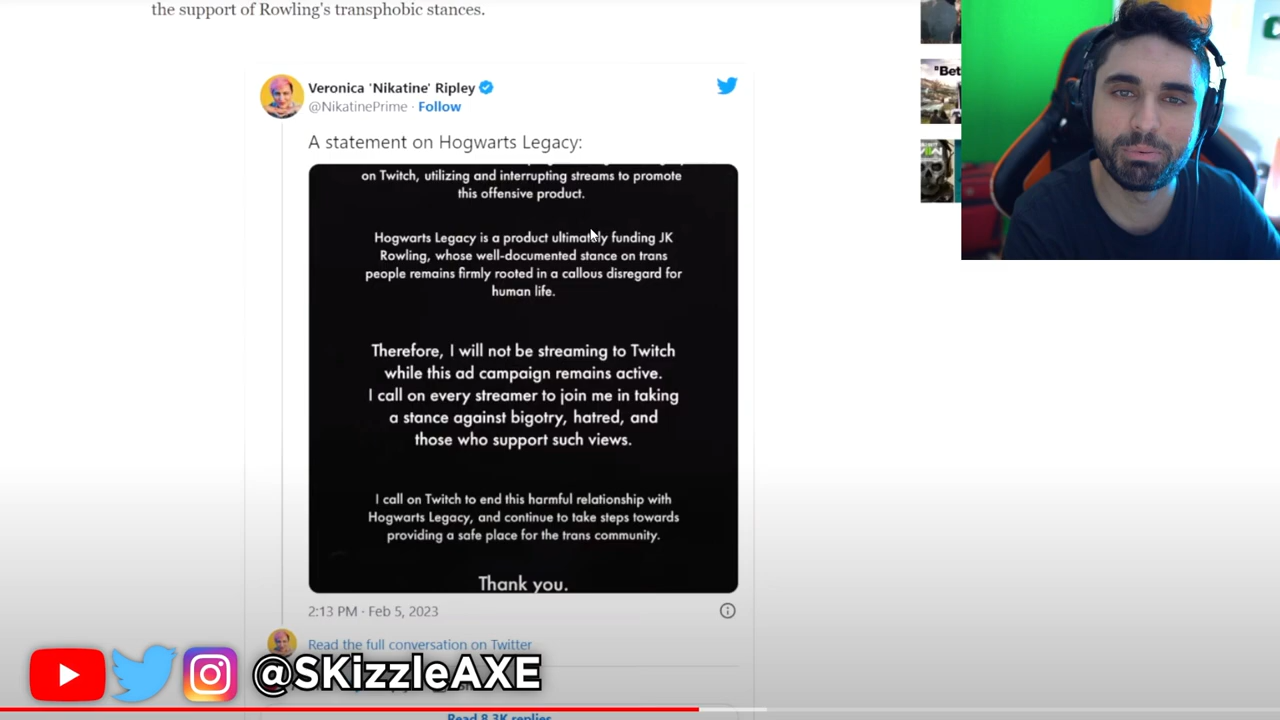 the support of Rowling's transphobic stances.
Veronica 'Nikatine' Ripley
@NikatinePrime · Follow
A statement on Hogwarts Legacy:
on Twitch, utilizing and interrupting streams to promote
this offensive product.
Hogwarts Legacy is a product ultimately funding JK
Rowling, whose well-documented stance on trans
people remains firmly rooted in a callous disregard for
human life.
Therefore, I will not be streaming to Twitch
while this ad campaign remains active.
I call on every streamer to join me in taking
a stance against bigotry, hatred, and
those who support such views.
I call on Twitch to end this harmful relationship with
Hogwarts Legacy, and continue to take steps towards
providing a safe place for the trans community.
Thank you.
2:13 PM · Feb 5, 2023
Read the full conversation on Twitter
@SKizzleAXE
Read 8.3K replies